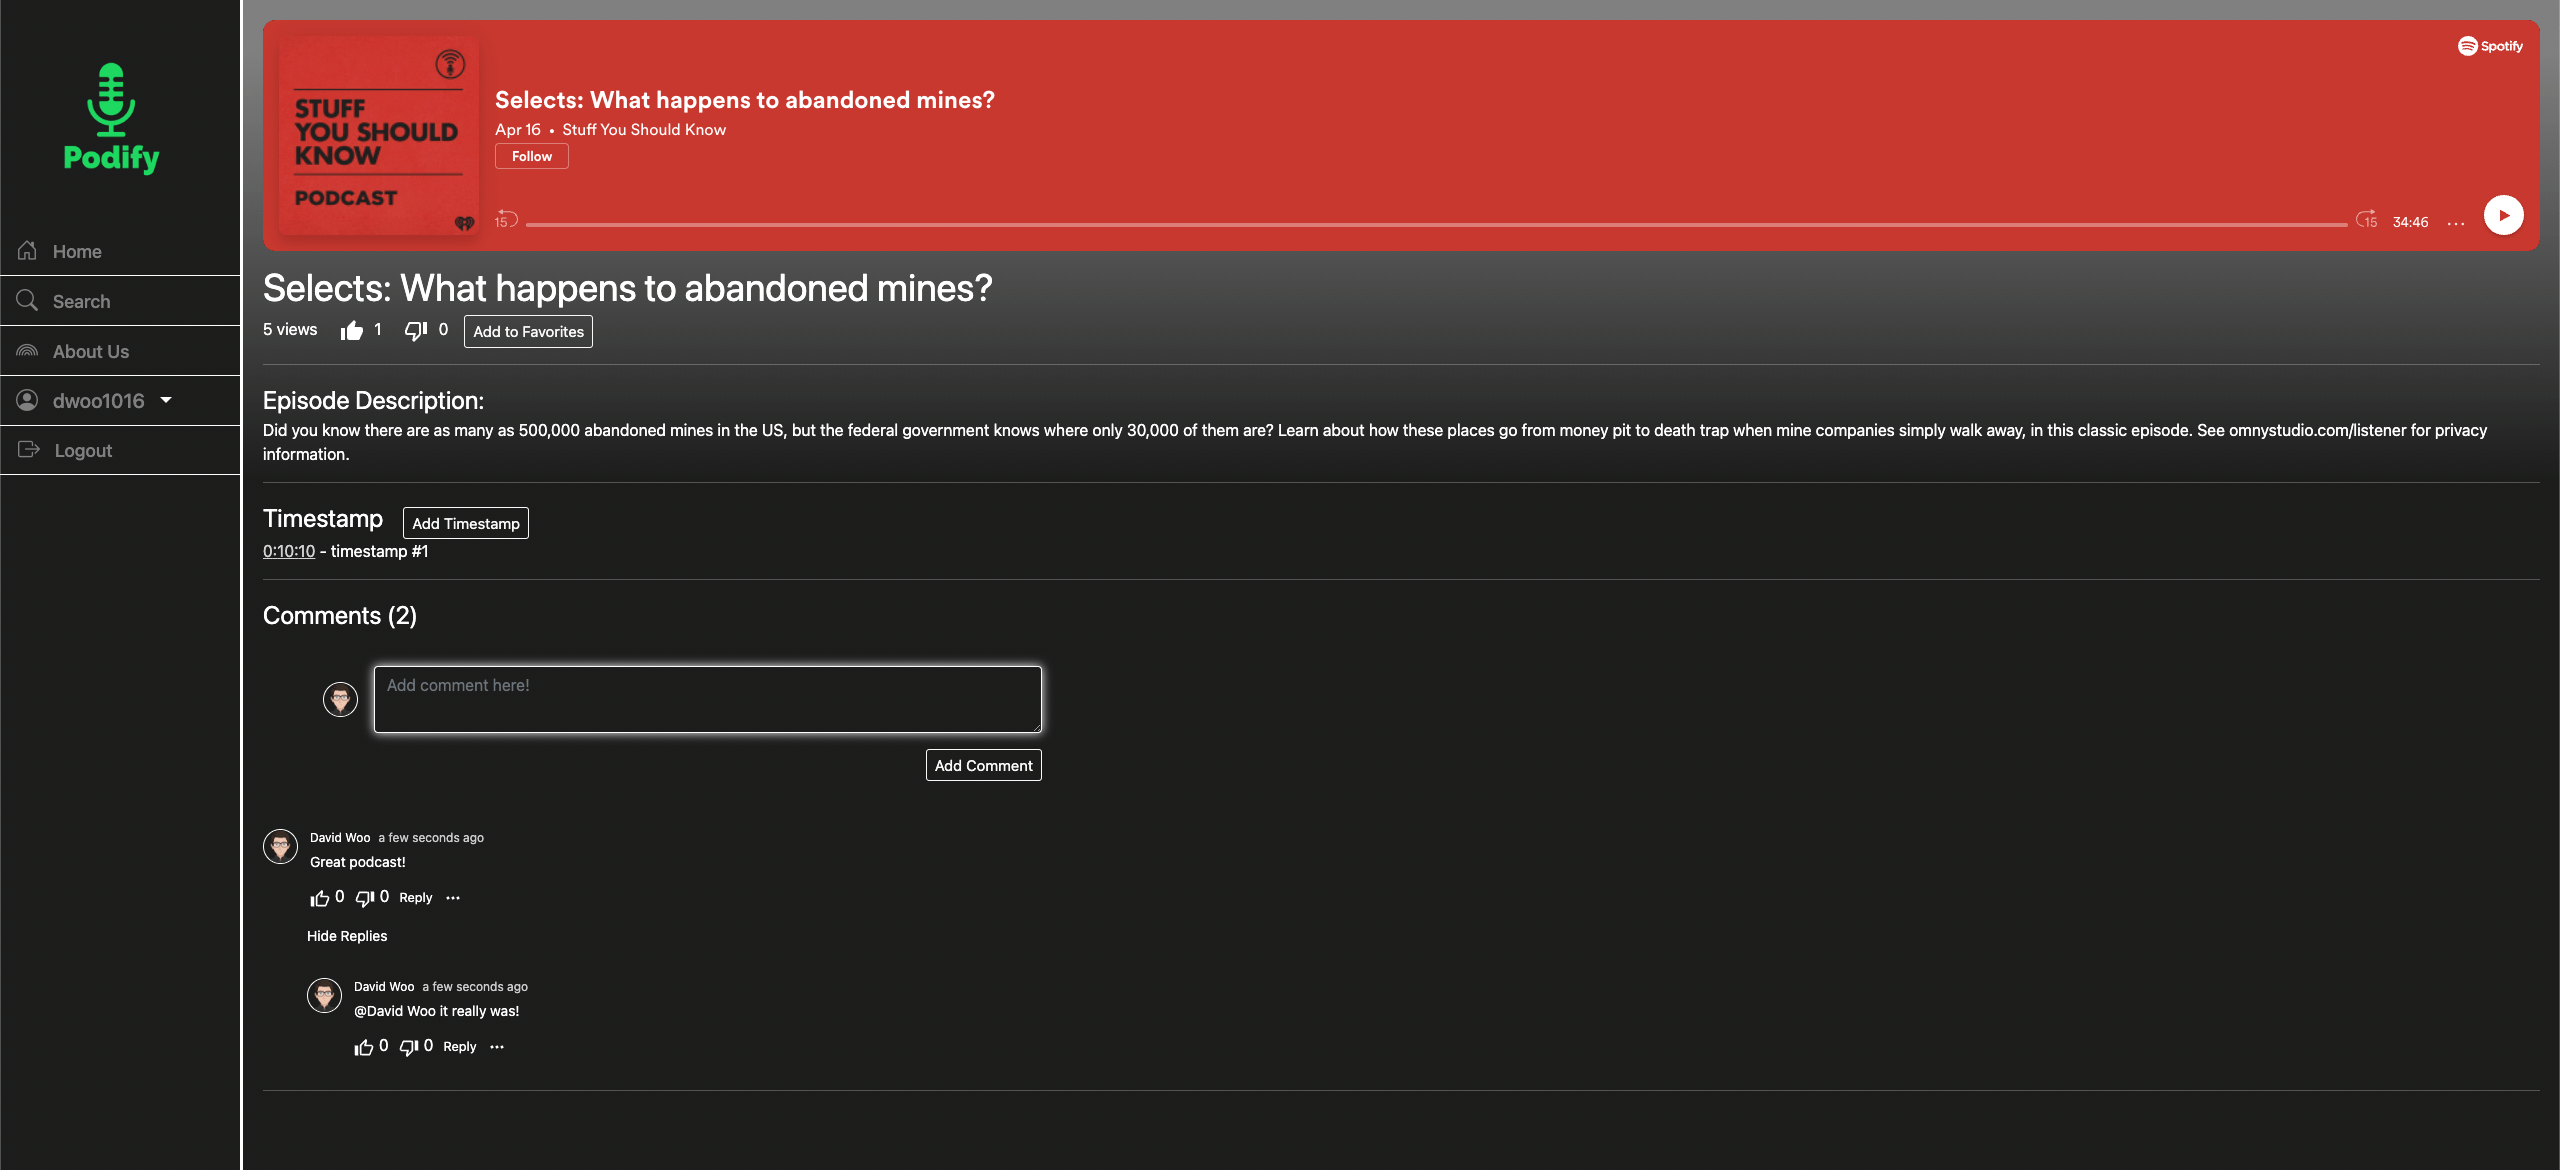 Podify
Home
Search
About Us
dwoo1016
Logout
STUFF
YOU SHOULD
KNOW
PODCAST
Spotify
Selects: What happens to abandoned mines?
Apr 16 • Stuff You Should Know
Follow
15
15
34:46
...
Selects: What happens to abandoned mines?
5 views 1 0 Add to Favorites
Episode Description:
Did you know there are as many as 500,000 abandoned mines in the US, but the federal government knows where only 30,000 of them are? Learn about how these places go from money pit to death trap when mine companies simply walk away, in this classic episode. See omnystudio.com/listener for privacy
information.
Timestamp Add Timestamp
0:10:10 - timestamp #1
Comments (2)
Add comment here!
Add Comment
David Woo a few seconds ago
Great podcast!
0 0 Reply ...
Hide Replies
David Woo a few seconds ago
@David Woo it really was!
0 0 Reply ...